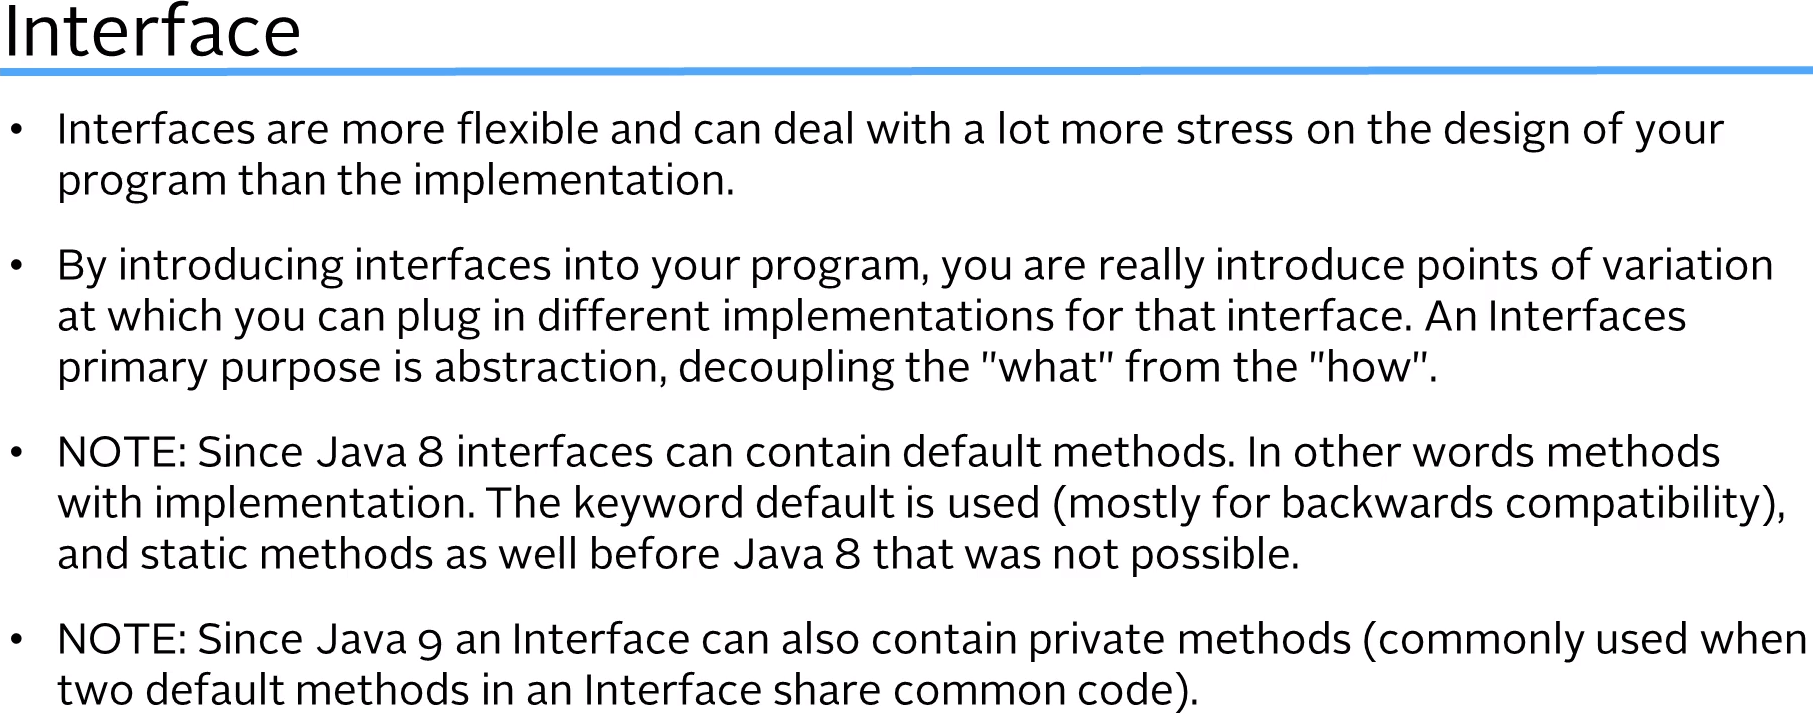 Interface
• Interfaces are more flexible and can deal with a lot more stress on the design of your
program than the implementation.
• By introducing interfaces into your program, you are really introduce points of variation
at which you can plug in different implementations for that interface. An Interfaces
primary purpose is abstraction, decoupling the "what" from the "how".
• NOTE: Since Java 8 interfaces can contain default methods. In other words methods
with implementation. The keyword default is used (mostly for backwards compatibility),
and static methods as well before Java 8 that was not possible.
• NOTE: Since Java 9 an Interface can also contain private methods (commonly used when
two default methods in an Interface share common code).